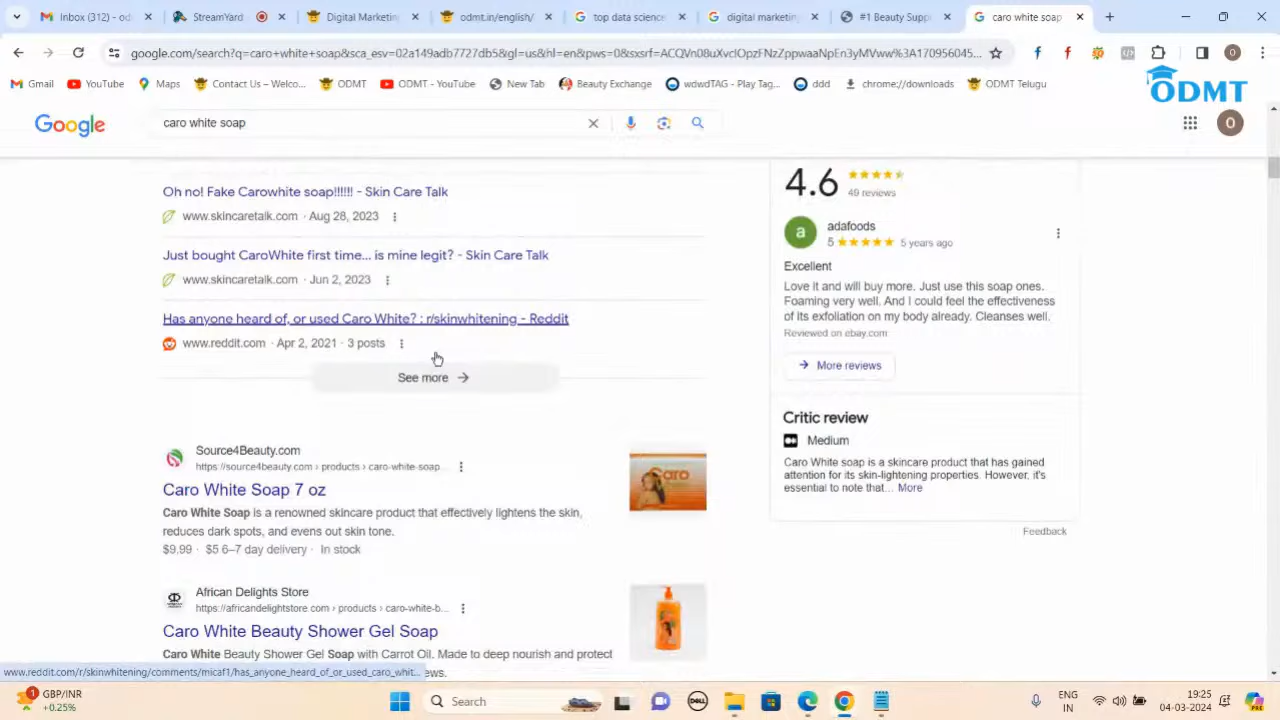 Inbox (312) - od
StreamYard
Digital Marketin
odmt.in/english/
top data science
digital marketin
#1 Beauty Supp
caro white soap
google.com/search?q=caro+white+soap&sca_esv=02a149adb7727db5&gl=us&hl=en&pws=0&sxsrf=ACQVn08uXvcIOpzFNzZppwaaNpEn3yMVww%3A170956045...
Gmail
YouTube
Maps
Contact Us – Welco...
ODMT
ODMT - YouTube
New Tab
Beauty Exchange
wdwdTAG - Play Tag...
ddd
chrome://downloads
ODMT Telugu
ODMT
Google
caro white soap
O
Oh no! Fake Carowhite soap!!!!!! - Skin Care Talk
www.skincaretalk.com · Aug 28, 2023
Just bought CaroWhite first time... is mine legit? - Skin Care Talk
www.skincaretalk.com · Jun 2, 2023
Has anyone heard of, or used Caro White? : r/skinwhitening - Reddit
www.reddit.com · Apr 2, 2021 · 3 posts
See more
Source4Beauty.com
https://source4beauty.com › products › caro-white-soap...
Caro White Soap 7 oz
Caro White Soap is a renowned skincare product that effectively lightens the skin,
reduces dark spots, and evens out skin tone.
$9.99 · $5 6–7 day delivery · In stock
Caro
African Delights Store
https://africandelightstore.com › products › caro-white-b...
Caro White Beauty Shower Gel Soap
Caro White Beauty Shower Gel Soap with Carrot Oil. Made to deep nourish and protect
ews.
4.6
49 reviews
a
adafoods
5
5 years ago
Excellent
Love it and will buy more. Just use this soap ones.
Foaming very well. And I could feel the effectiveness
of its exfoliation on my body already. Cleanses well.
Reviewed on ebay.com
More reviews
Critic review
Medium
Caro White soap is a skincare product that has gained
attention for its skin-lightening properties. However, it's
essential to note that... More
Feedback
www.reddit.com/r/skinwhitening/comments/micaf1/has_anyone_heard_of_or_used_caro_whit...
1
GBP/INR
+0.25%
Search
DELL
ENG
IN
19:25
04-03-2024